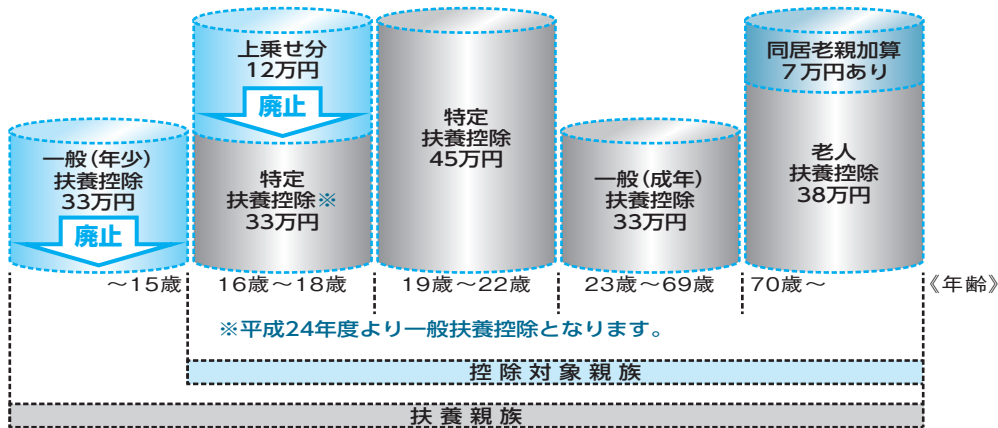 一般(年少)
扶養控除
33万円
廃止
上乗せ分
12万円
廃止
特定
扶養控除※
33万円
特定
扶養控除
45万円
一般(成年)
扶養控除
33万円
同居老親加算
7万円あり
老人
扶養控除
38万円
～15歳
16歳～18歳
19歳～22歳
23歳～69歳
70歳～
《年齢》
※平成24年度より一般扶養控除となります。
控除対象親族
扶養親族